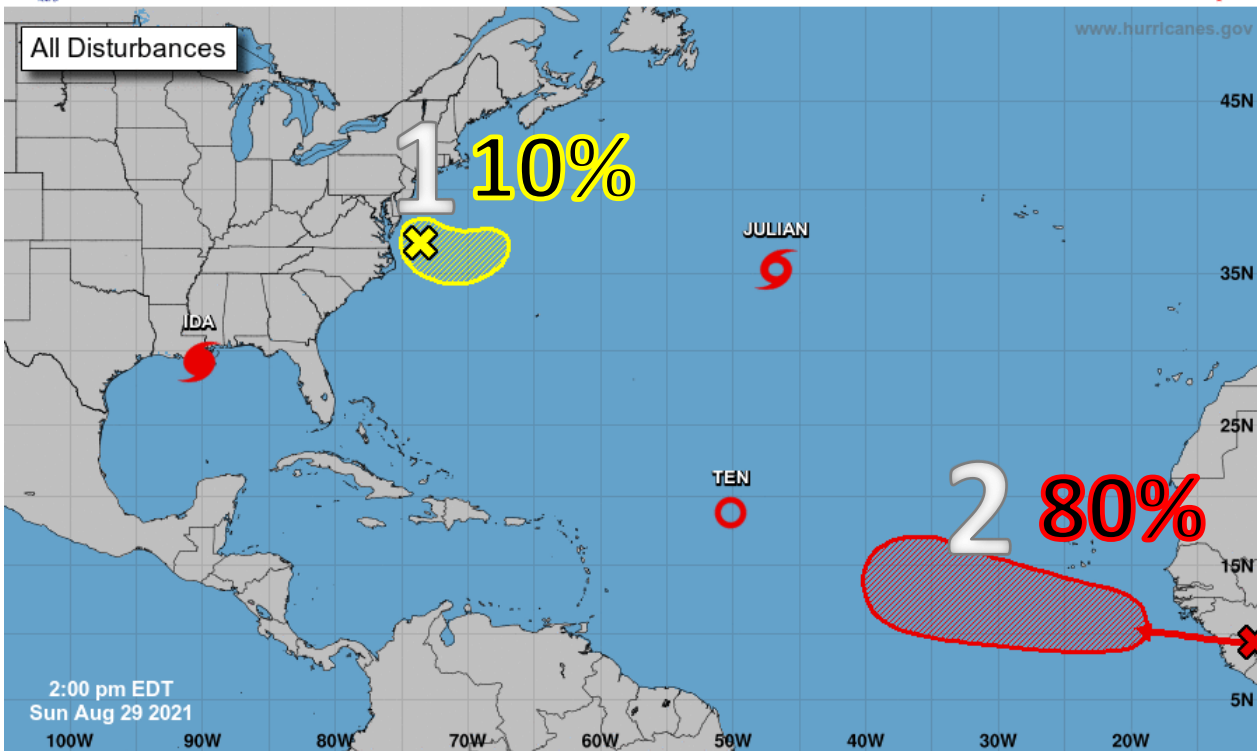 All Disturbances
www.hurricanes.gov
45N
1 10%
JULIAN
35N
IDA
25N
TEN
2 80%
15N
2:00 pm EDT
Sun Aug 29 2021
5N
100W 90W 80W 70W 60W 50W 40W 30W 20W